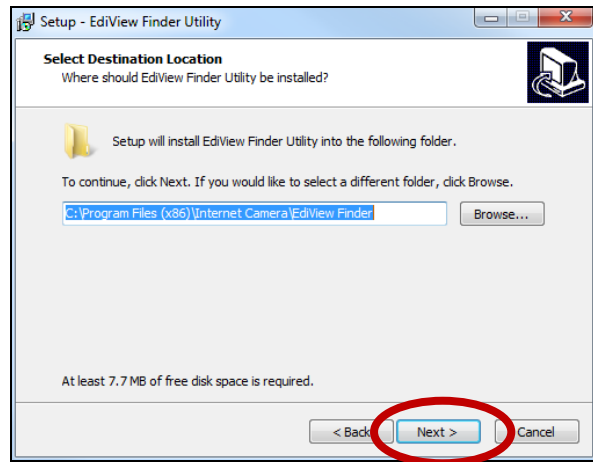 Setup - EdiView Finder Utility
Select Destination Location
Where should EdiView Finder Utility be installed?
Setup will install EdiView Finder Utility into the following folder.
To continue, click Next. If you would like to select a different folder, click Browse.
C:\Program Files (x86)\Internet Camera\EdiView Finder
Browse...
At least 7.7 MB of free disk space is required.
< Back
Next >
Cancel